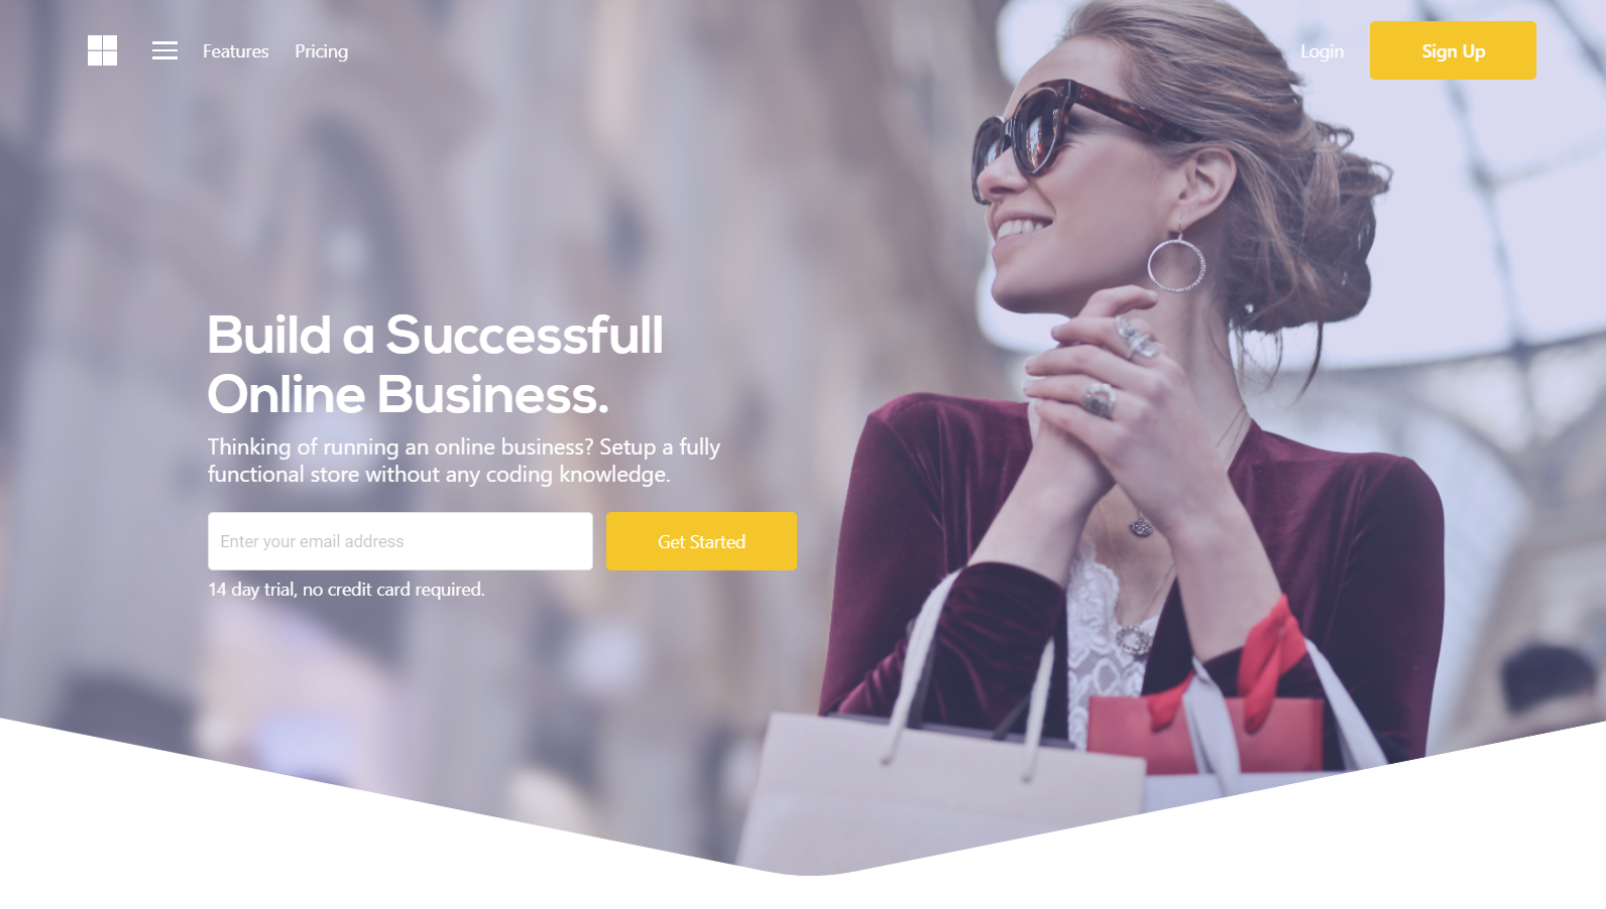 Features Pricing Login Sign Up
Build a Successfull
Online Business.
Thinking of running an online business? Setup a fully
functional store without any coding knowledge.
Enter your email address
Get Started
14 day trial, no credit card required.